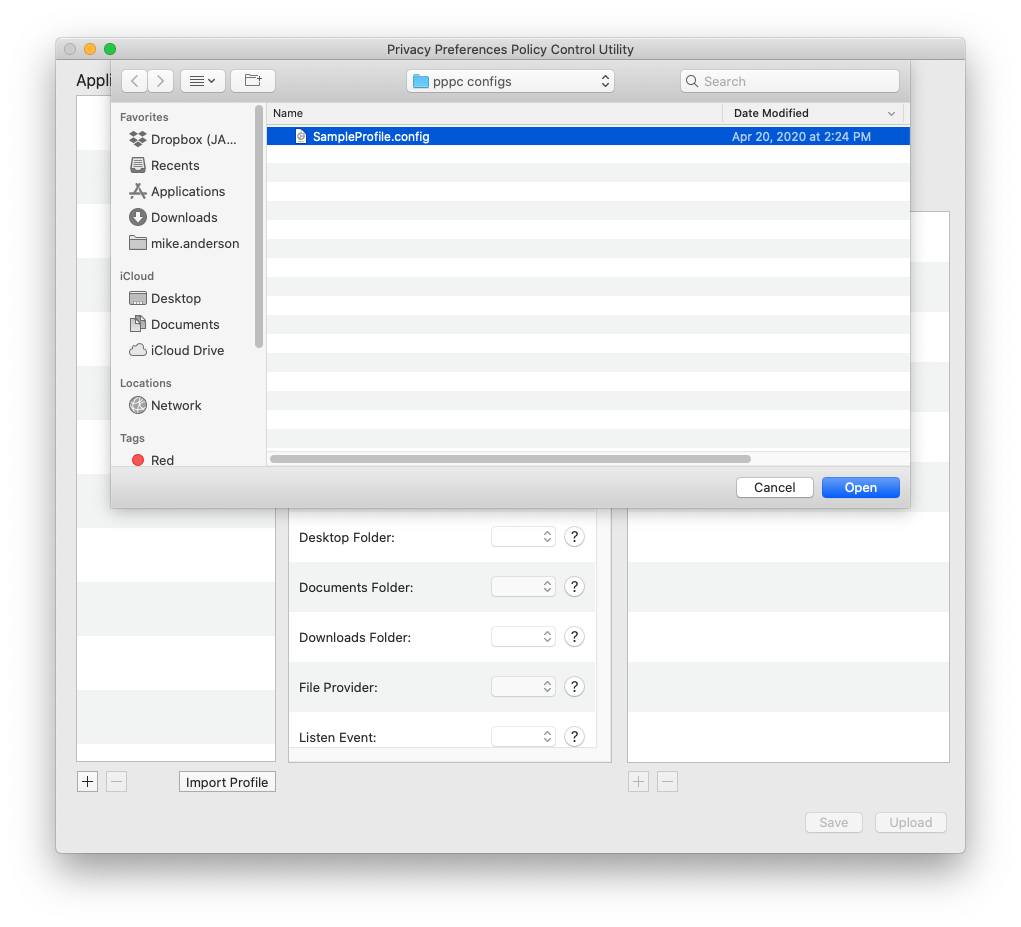 Privacy Preferences Policy Control Utility
Appli
pppc configs
Search
Favorites
Dropbox (JA...
Recents
Applications
Downloads
mike.anderson
iCloud
Desktop
Documents
iCloud Drive
Locations
Network
Tags
Red
Name Date Modified
SampleProfile.config Apr 20, 2020 at 2:24 PM
Cancel Open
Desktop Folder: ?
Documents Folder: ?
Downloads Folder: ?
File Provider: ?
Listen Event: ?
Import Profile
Save Upload